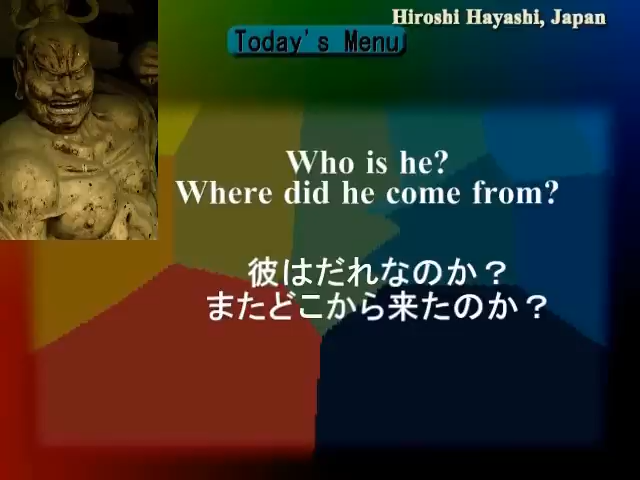 Hiroshi Hayashi, Japan
Today's Menu
Who is he?
Where did he come from?
彼はだれなのか？
またどこから来たのか？